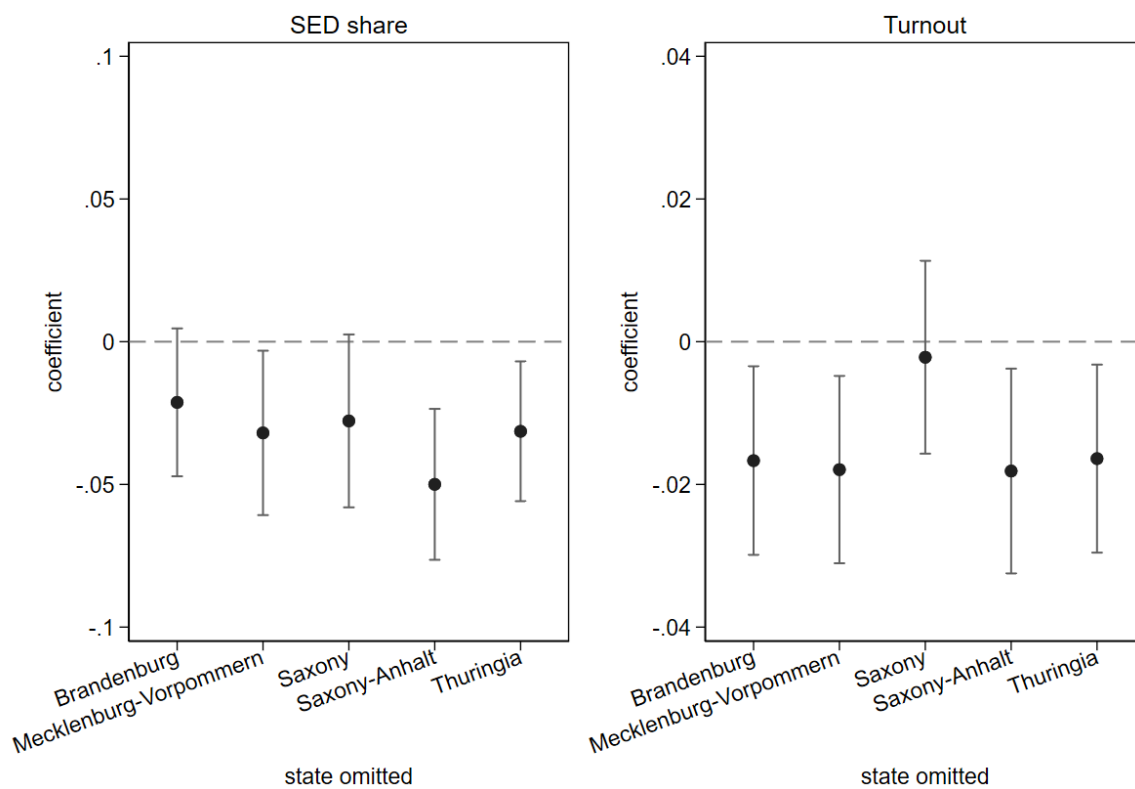 SED share
.1
.05
0
-.05
-.1
coefficient
Brandenburg
Mecklenburg-Vorpommern
Saxony
Saxony-Anhalt
Thuringia
state omitted
Turnout
.04
.02
0
-.02
-.04
coefficient
Brandenburg
Mecklenburg-Vorpommern
Saxony
Saxony-Anhalt
Thuringia
state omitted